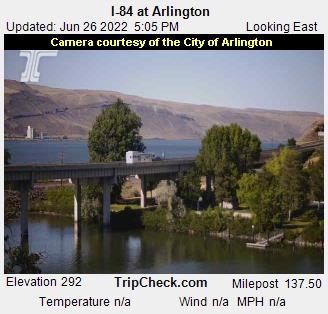 I-84 at Arlington
Updated: Jun 26 2022 5:05 PM Looking East
Camera courtesy of the City of Arlington
Elevation 292 TripCheck.com Milepost 137.50
Temperature n/a Wind n/a MPH n/a